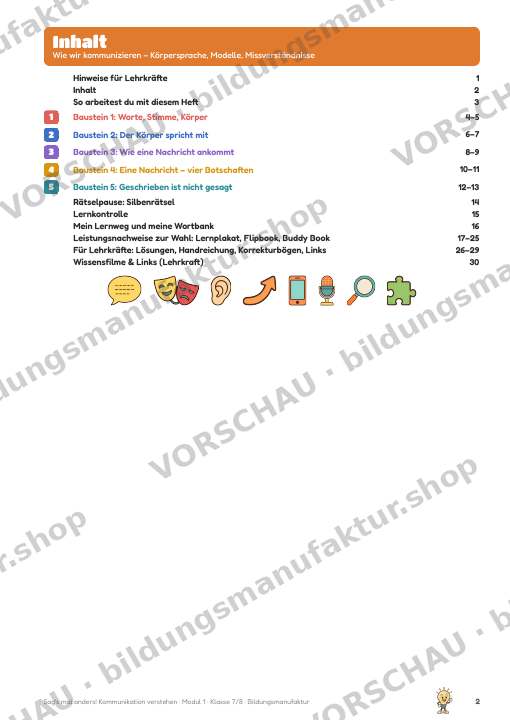 Inhalt
Wie wir kommunizieren – Körpersprache, Modelle, Missverständnisse
Hinweise für Lehrkräfte 1
Inhalt 2
So arbeitest du mit diesem Heft 3
1 Baustein 1: Worte, Stimme, Körper 4–5
2 Baustein 2: Der Körper spricht mit 6–7
3 Baustein 3: Wie eine Nachricht ankommt 8–9
4 Baustein 4: Eine Nachricht – vier Botschaften 10–11
5 Baustein 5: Geschrieben ist nicht gesagt 12–13
Rätselpause: Silbenrätsel 14
Lernkontrolle 15
Mein Lernweg und meine Wortbank 16
Leistungsnachweise zur Wahl: Lernplakat, Flipbook, Buddy Book 17–25
Für Lehrkräfte: Lösungen, Handreichung, Korrekturbögen, Links 26–29
Wissensfilme & Links (Lehrkraft) 30
VORSCHAU · bildungsmanufaktur.shop
Sag's mal anders! Kommunikation verstehen · Modul 1 · Klasse 7/8 · Bildungsmanufaktur 2